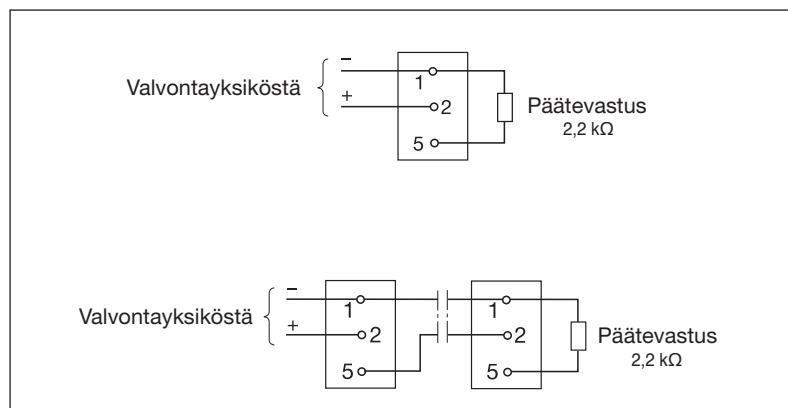 –
Valvontayksiköstä
+
1
2
5
Päätevastus
2,2 kΩ
–
Valvontayksiköstä
+
1
2
5
1
2
5
Päätevastus
2,2 kΩ